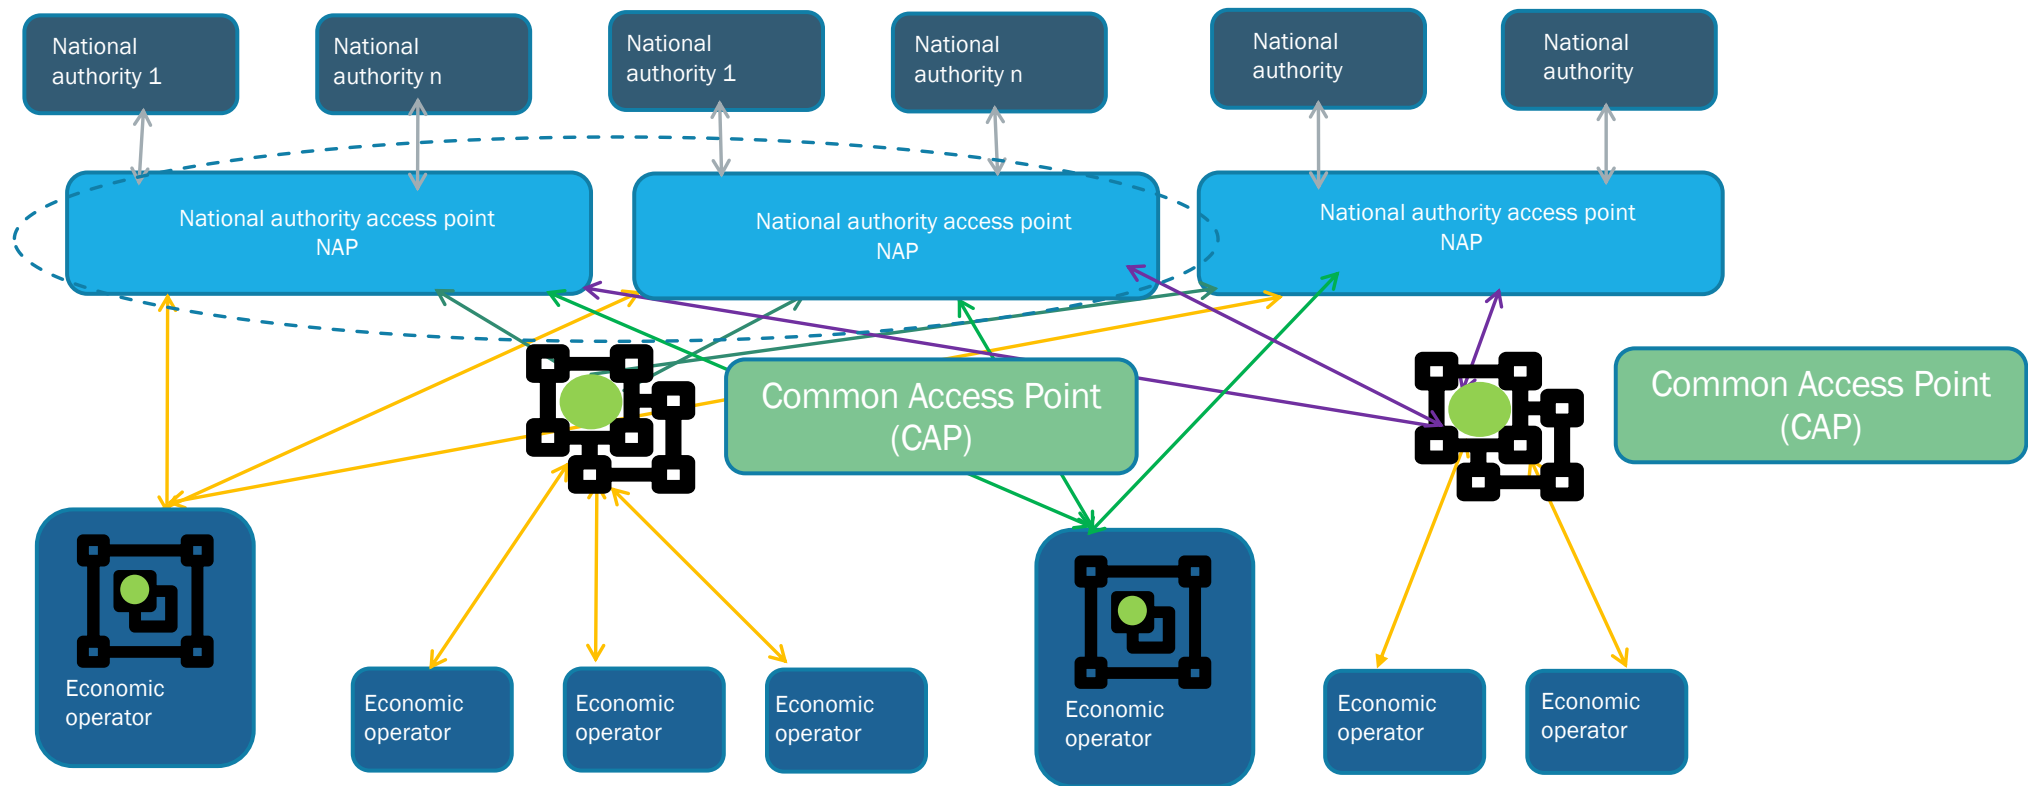 National
authority 1
National
authority n
National
authority 1
National
authority n
National
authority
National
authority
National authority access point
NAP
National authority access point
NAP
National authority access point
NAP
Common Access Point
(CAP)
Common Access Point
(CAP)
Economic
operator
Economic
operator
Economic
operator
Economic
operator
Economic
operator
Economic
operator
Economic
operator